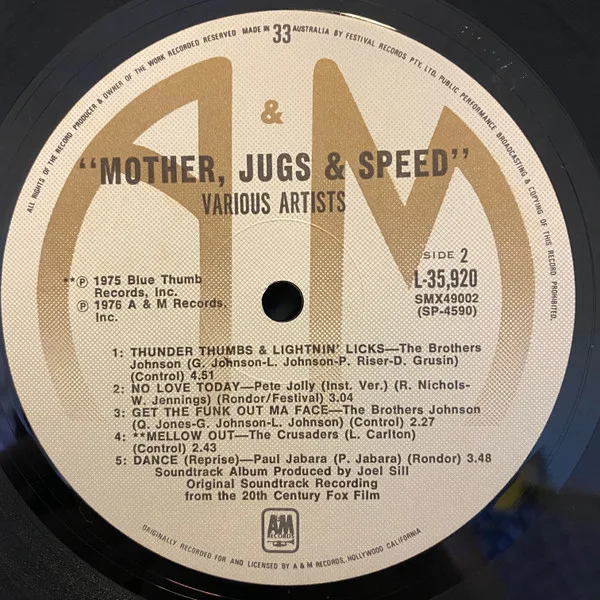 ALL RIGHTS OF THE RECORD PRODUCER & OWNER OF THE WORK RECORDED RESERVED MADE IN 33 AUSTRALIA BY FESTIVAL RECORDS PTY. LTD. PUBLIC PERFORMANCE BROADCASTING & COPYING OF THIS RECORD PROHIBITED.
A & M
"MOTHER, JUGS & SPEED"
VARIOUS ARTISTS
SIDE 2
**℗ 1975 Blue Thumb
Records, Inc.
℗ 1976 A & M Records,
Inc.
L-35,920
SMX49002
(SP-4590)
1: THUNDER THUMBS & LIGHTNIN' LICKS—The Brothers
Johnson (G. Johnson-L. Johnson-P. Riser-D. Grusin)
(Control) 4.51
2: NO LOVE TODAY—Pete Jolly (Inst. Ver.) (R. Nichols-
W. Jennings) (Rondor/Festival) 3.04
3: GET THE FUNK OUT MA FACE—The Brothers Johnson
(Q. Jones-G. Johnson-L. Johnson) (Control) 2.27
4: **MELLOW OUT—The Crusaders (L. Carlton)
(Control) 2.43
5: DANCE (Reprise)—Paul Jabara (P. Jabara) (Rondor) 3.48
Soundtrack Album Produced by Joel Sill
Original Soundtrack Recording
from the 20th Century Fox Film
A&M
RECORDS
ORIGINALLY RECORDED FOR AND LICENSED BY A & M RECORDS, HOLLYWOOD CALIFORNIA